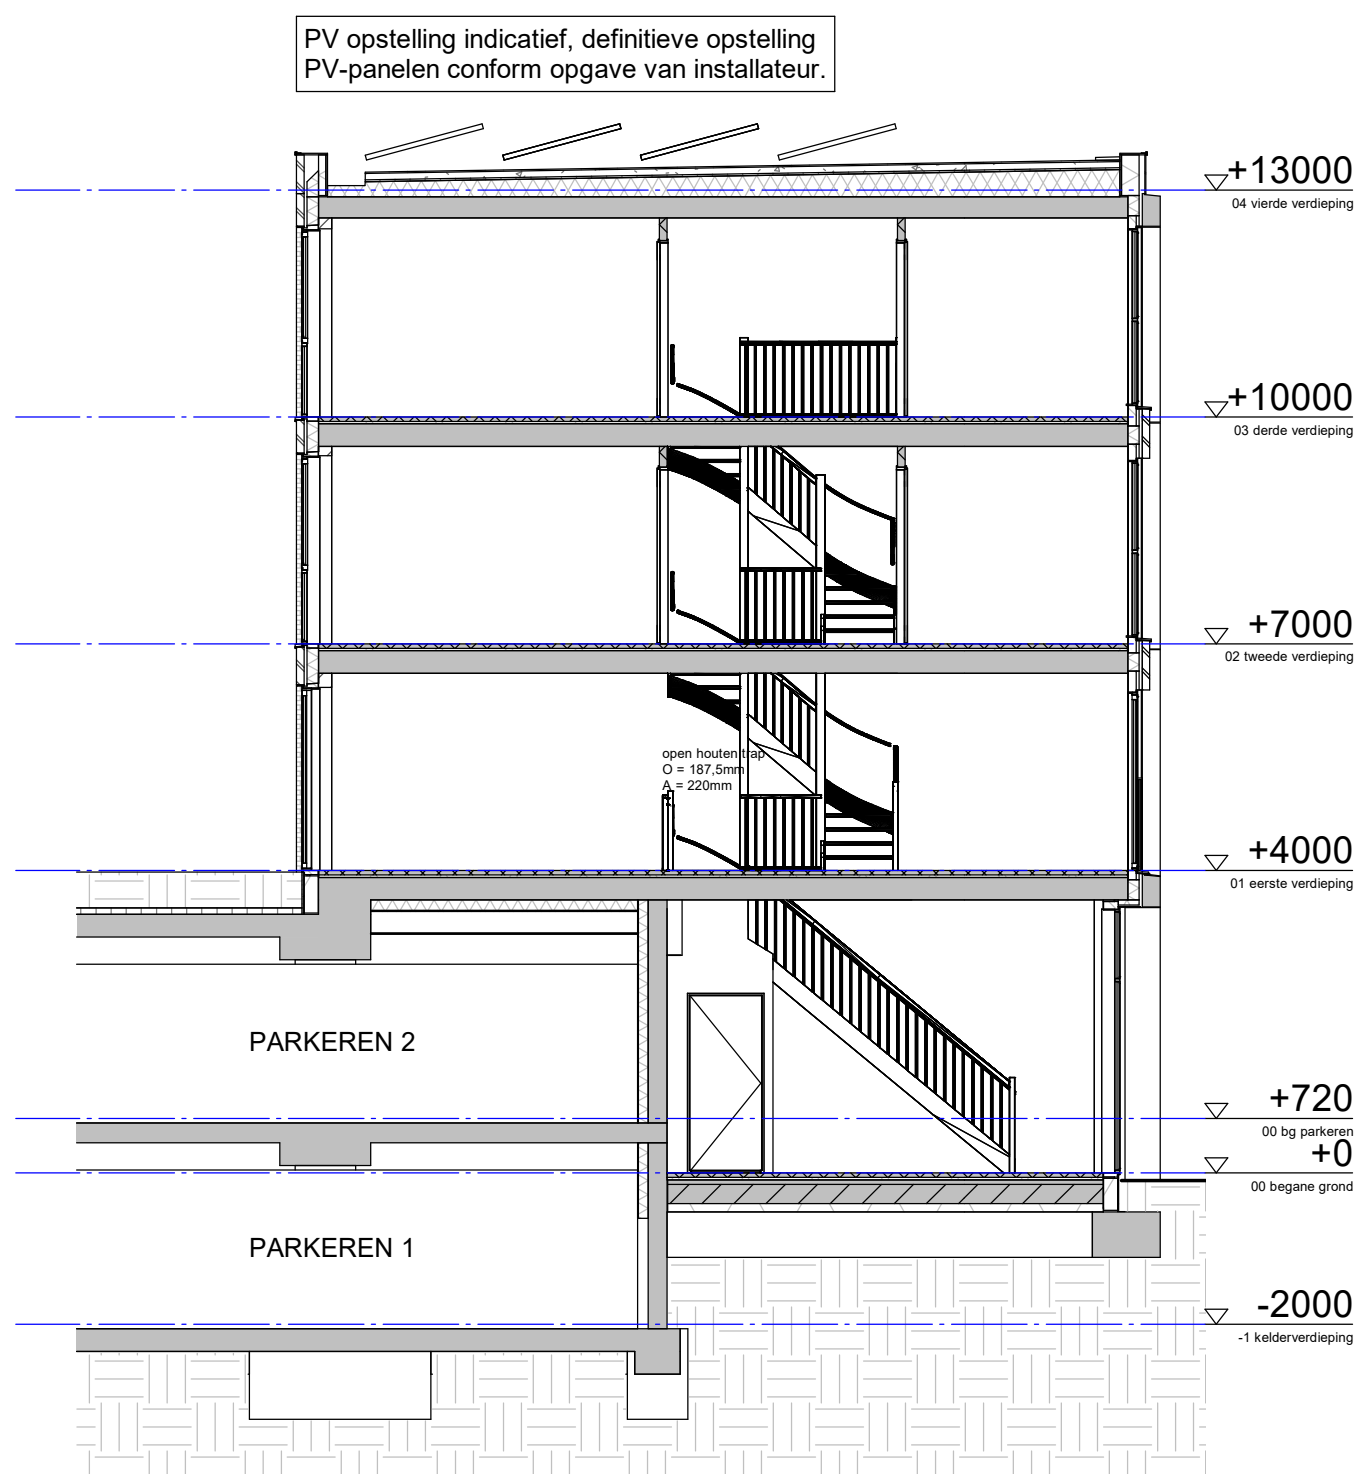 PV opstelling indicatief, definitieve opstelling
PV-panelen conform opgave van installateur.
+13000
04 vierde verdieping
+10000
03 derde verdieping
+7000
02 tweede verdieping
open houten trap
O = 187,5mm
A = 220mm
+4000
01 eerste verdieping
PARKEREN 2
+720
00 bg parkeren
+0
00 begane grond
PARKEREN 1
-2000
-1 kelderverdieping